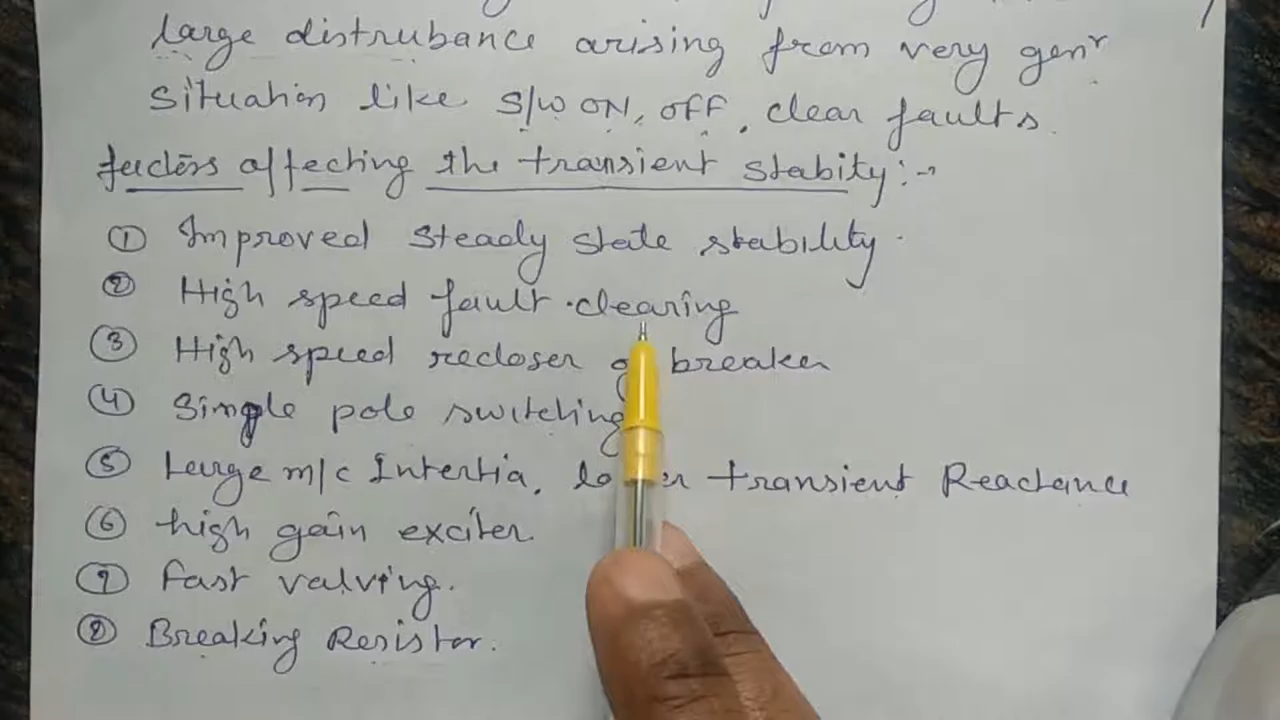 large distrubance arising from very genr
situation like S/W ON, OFF, clear faults.
factors affecting the transient stabity :-
① Improved steady state stability.
② High speed fault clearing
③ High speed recloser breaker
④ Single pole switching
⑤ Large m/c Intertia, transient Reactance
⑥ high gain exciter.
⑦ fast valving.
⑧ Breaking Resistor.